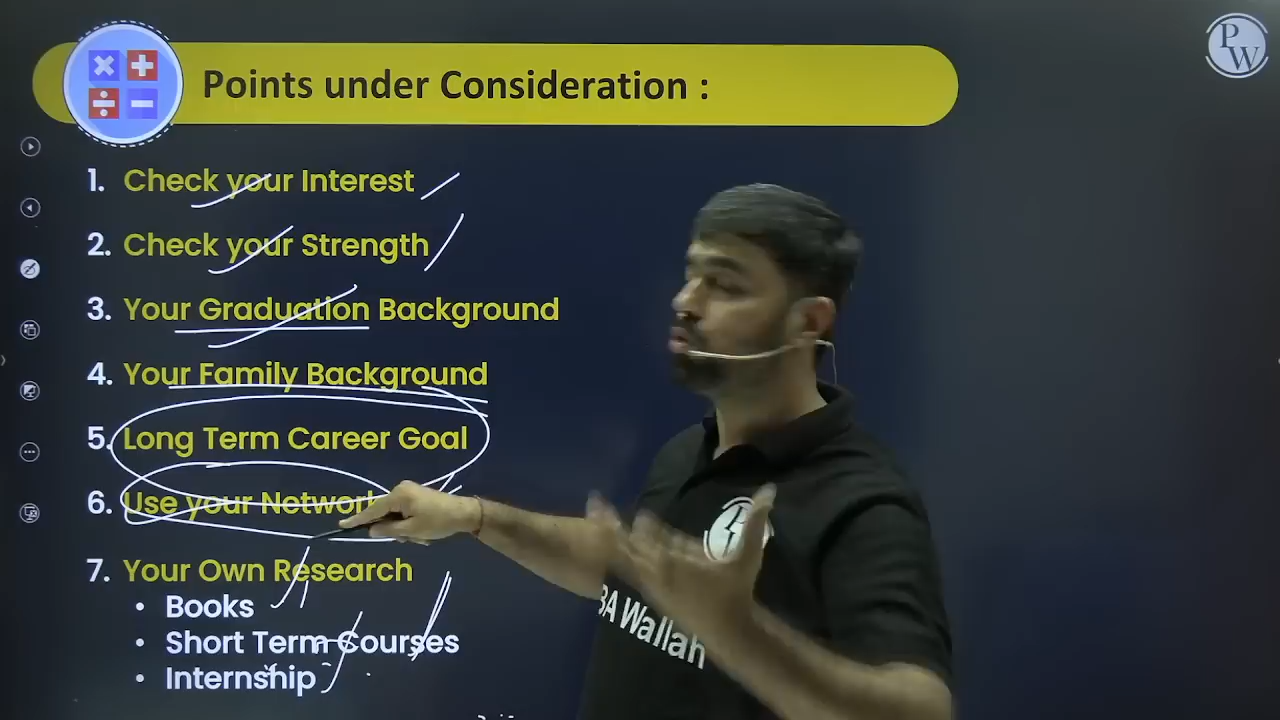 Points under Consideration :
PW
1. Check your Interest
2. Check your Strength
3. Your Graduation Background
4. Your Family Background
5. Long Term Career Goal
6. Use your Network
7. Your Own Research
• Books
• Short Term Courses
• Internship
PW
BA Wallah